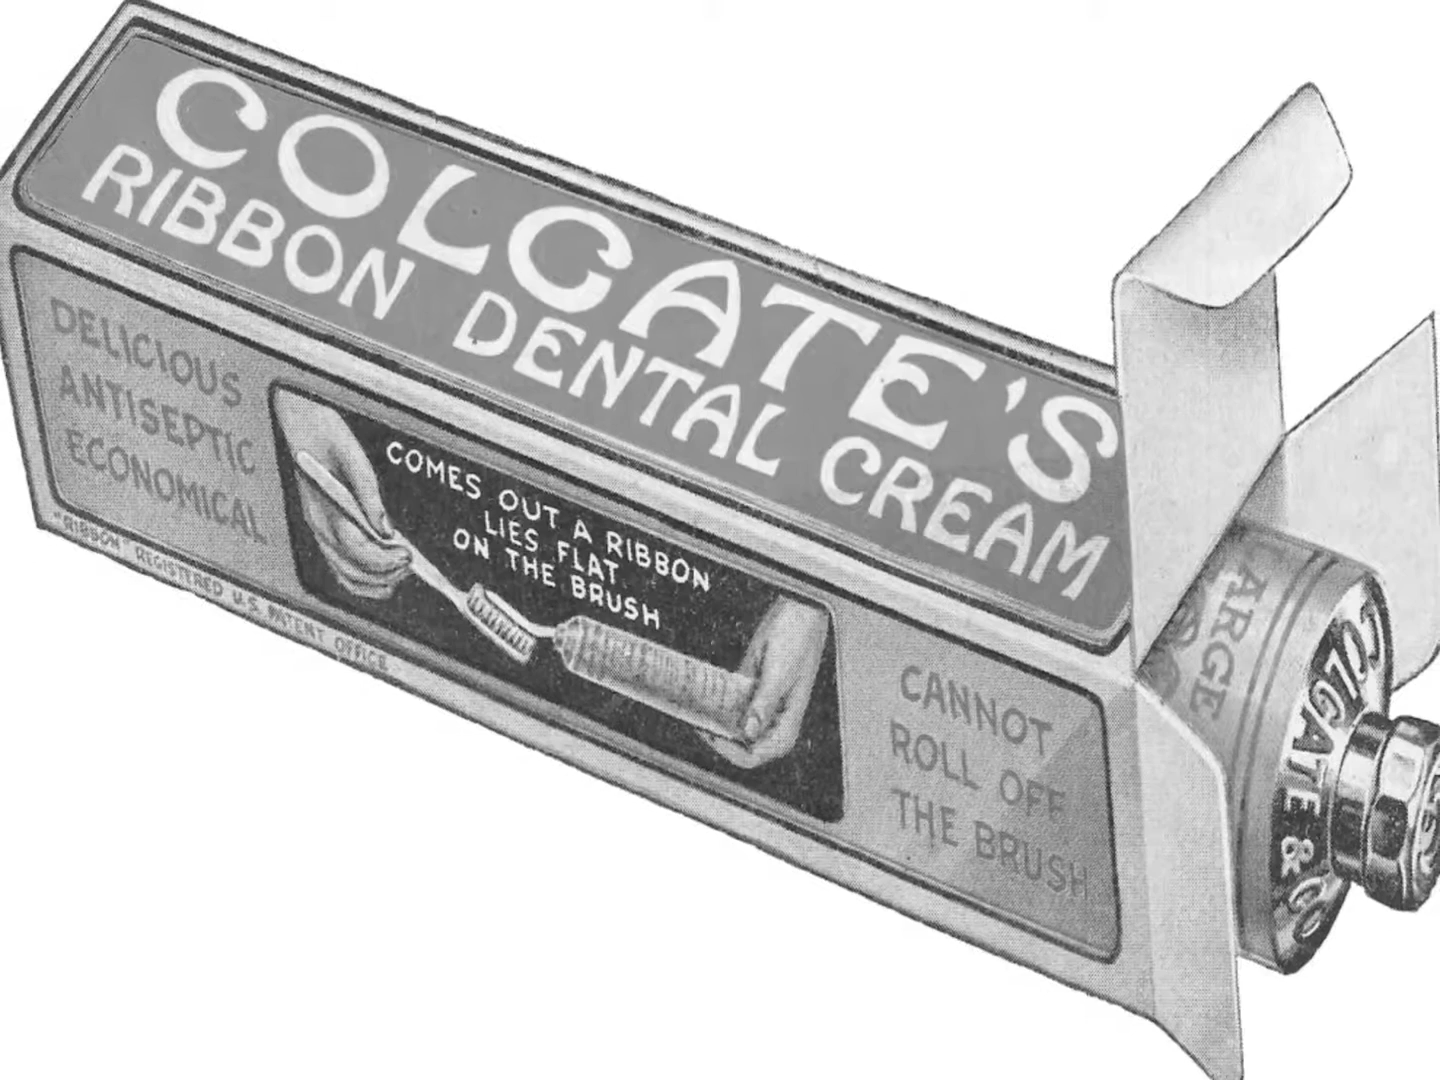 COLGATE'S
RIBBON DENTAL CREAM
DELICIOUS
ANTISEPTIC
ECONOMICAL
COMES OUT A RIBBON
LIES FLAT
ON THE BRUSH
CANNOT
ROLL OFF
THE BRUSH
"RIBBON" REGISTERED U.S. PATENT OFFICE
ARGE
COLGATE & CO